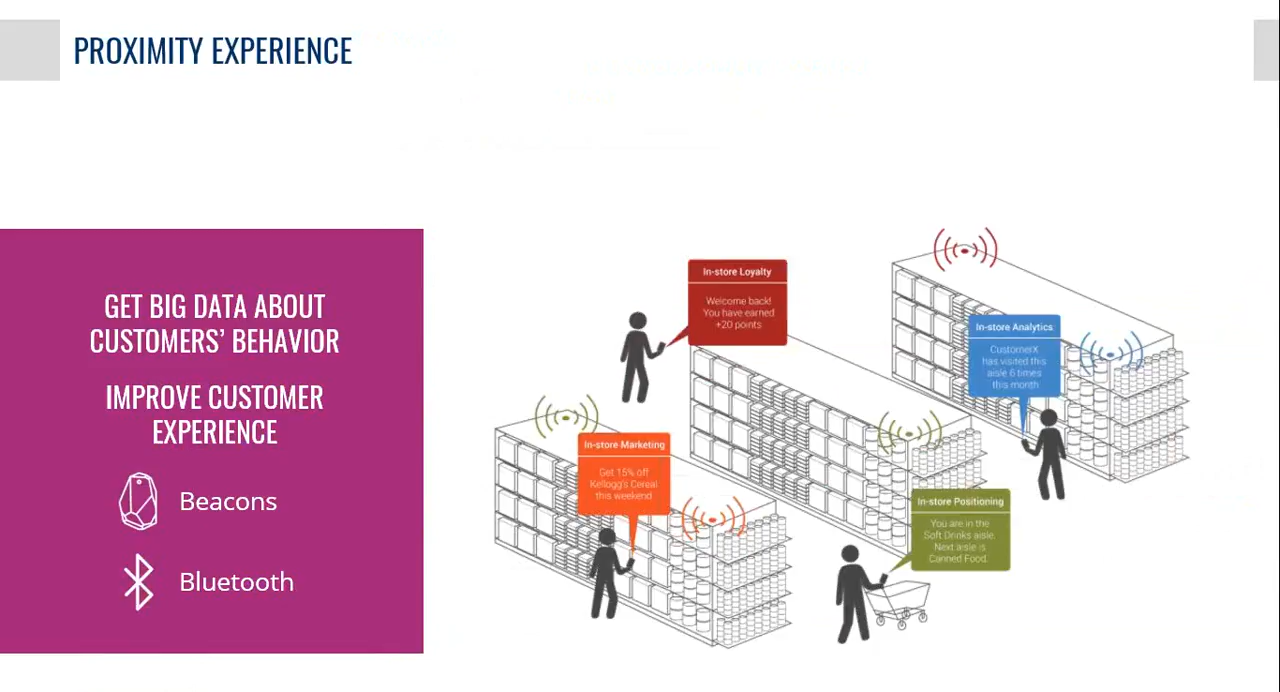 PROXIMITY EXPERIENCE
GET BIG DATA ABOUT
CUSTOMERS’ BEHAVIOR
IMPROVE CUSTOMER
EXPERIENCE
Beacons
Bluetooth
In-store Loyalty
Welcome back!
You have earned
+20 points
In-store Analytics
CustomerX
has visited this
aisle 6 times
this month
In-store Marketing
Get 15% off
Kellogg's Cereal
this weekend
In-store Positioning
You are in the
Soft Drinks aisle.
Next aisle is
Canned Food.